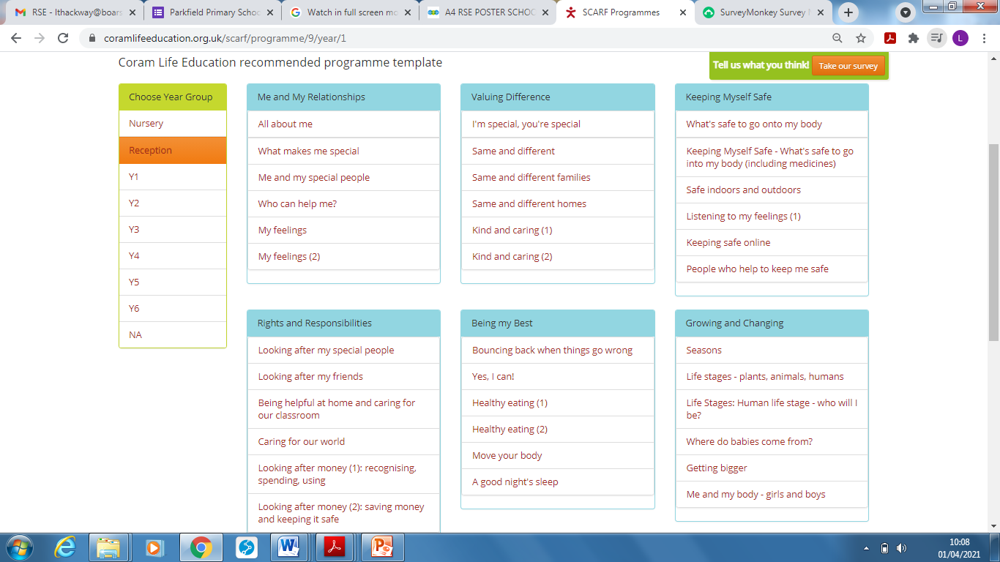 RSE - lthackway@boars
Parkfield Primary Schoo
Watch in full screen mo
A4 RSE POSTER SCHOO
SCARF Programmes
SurveyMonkey Survey M
coramlifeeducation.org.uk/scarf/programme/9/year/1
L
Coram Life Education recommended programme template
Tell us what you think!
Take our survey
Choose Year Group
Nursery
Reception
Y1
Y2
Y3
Y4
Y5
Y6
NA
Me and My Relationships
All about me
What makes me special
Me and my special people
Who can help me?
My feelings
My feelings (2)
Valuing Difference
I'm special, you're special
Same and different
Same and different families
Same and different homes
Kind and caring (1)
Kind and caring (2)
Keeping Myself Safe
What's safe to go onto my body
Keeping Myself Safe - What's safe to go
into my body (including medicines)
Safe indoors and outdoors
Listening to my feelings (1)
Keeping safe online
People who help to keep me safe
Rights and Responsibilities
Looking after my special people
Looking after my friends
Being helpful at home and caring for
our classroom
Caring for our world
Looking after money (1): recognising,
spending, using
Looking after money (2): saving money
and keeping it safe
Being my Best
Bouncing back when things go wrong
Yes, I can!
Healthy eating (1)
Healthy eating (2)
Move your body
A good night's sleep
Growing and Changing
Seasons
Life stages - plants, animals, humans
Life Stages: Human life stage - who will I
be?
Where do babies come from?
Getting bigger
Me and my body - girls and boys
10:08
01/04/2021